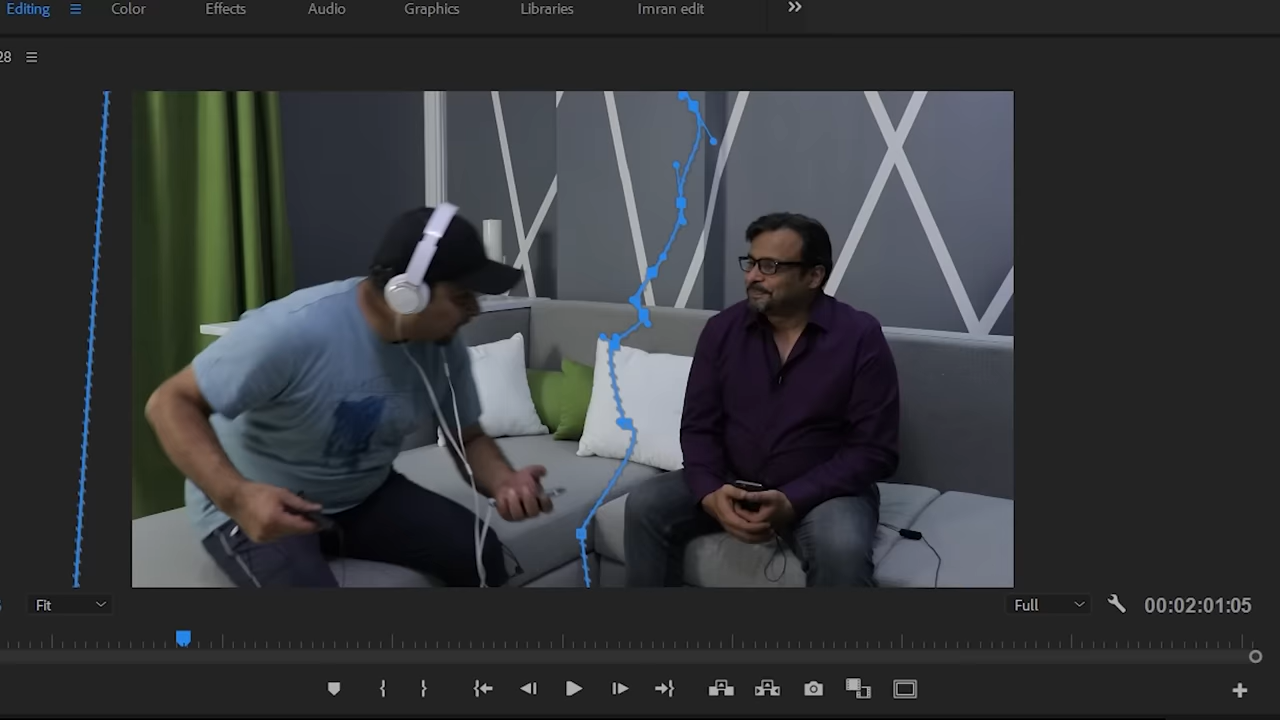 Editing Color Effects Audio Graphics Libraries Imran edit
28
Fit Full 00:02:01:05